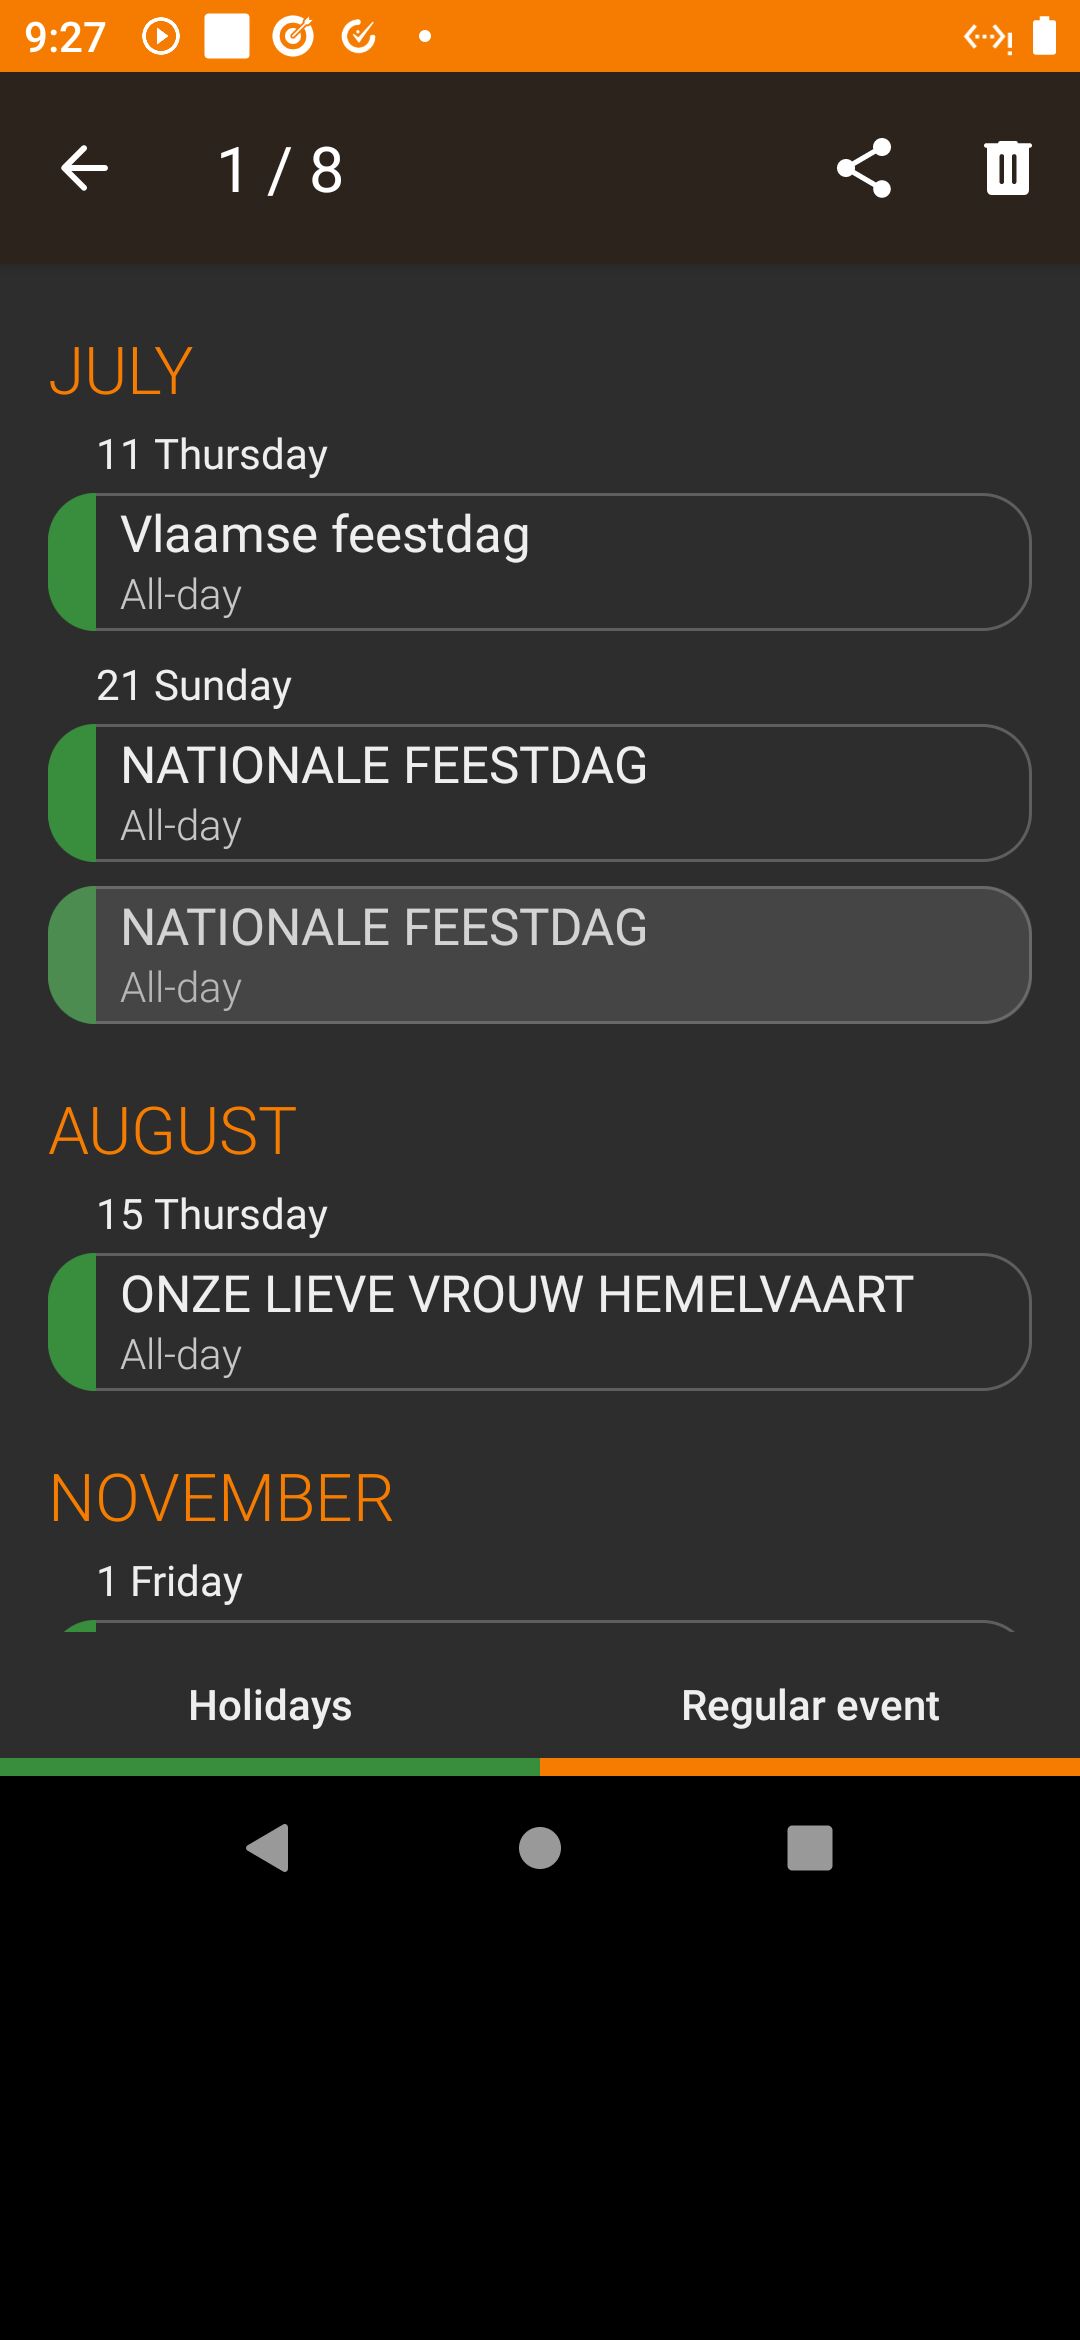 9:27
1 / 8
JULY
11 Thursday
Vlaamse feestdag
All-day
21 Sunday
NATIONALE FEESTDAG
All-day
NATIONALE FEESTDAG
All-day
AUGUST
15 Thursday
ONZE LIEVE VROUW HEMELVAART
All-day
NOVEMBER
1 Friday
Holidays
Regular event